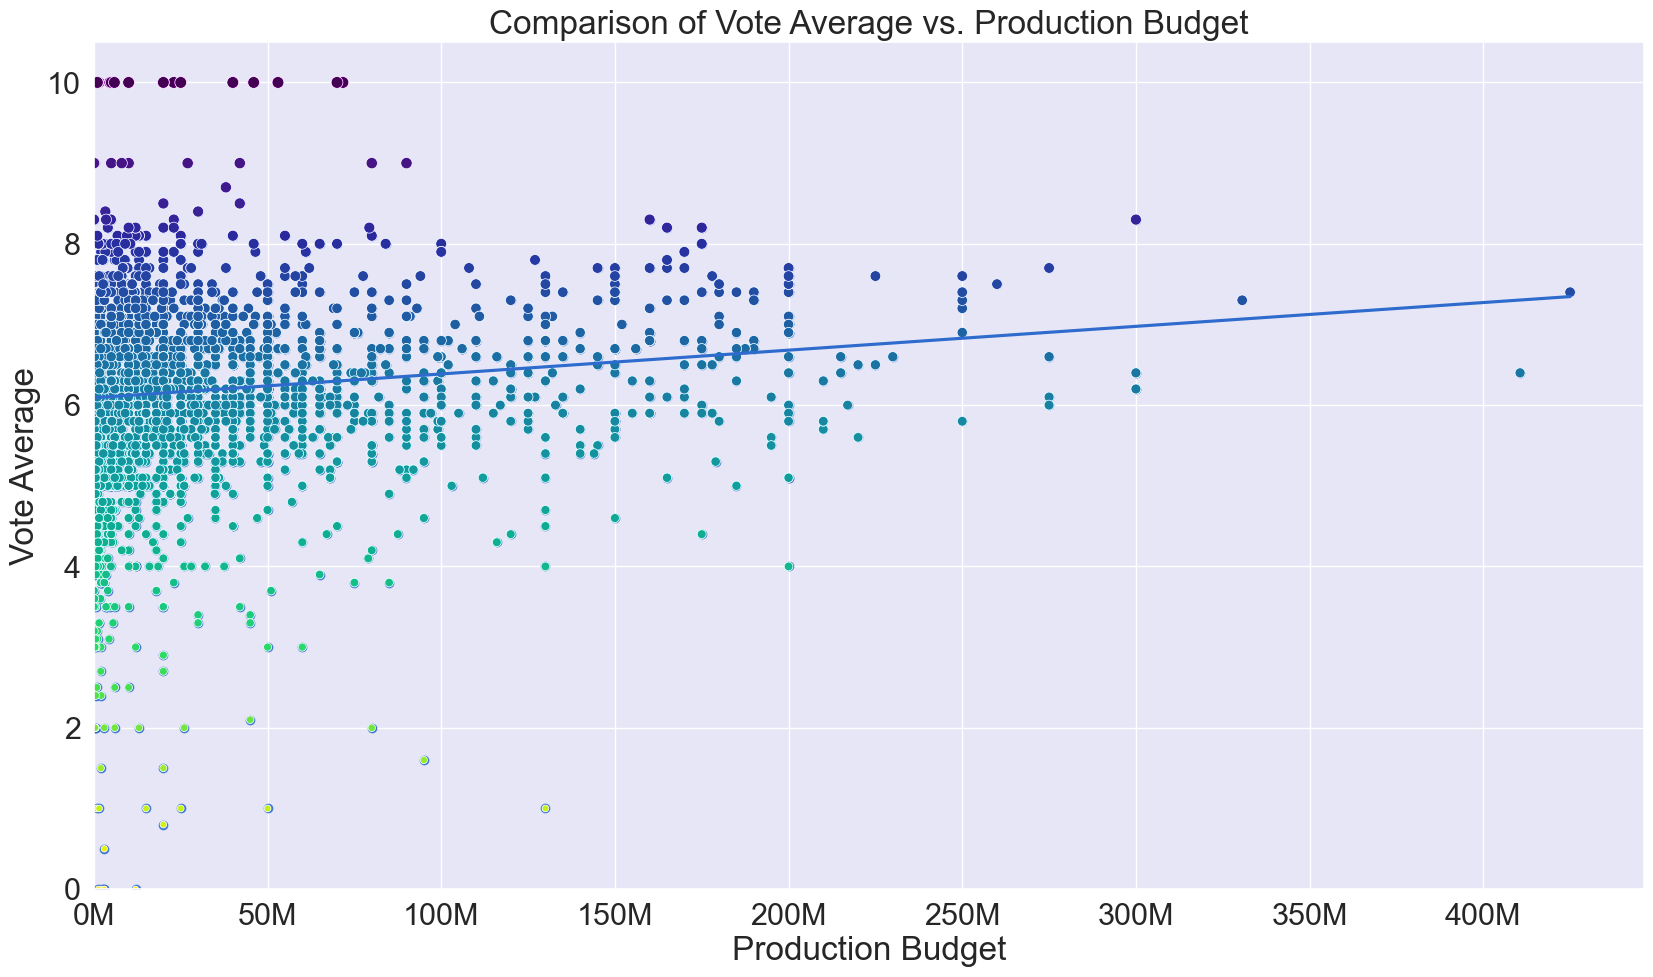 Comparison of Vote Average vs. Production Budget
Vote Average
10
8
6
4
2
0
0M 50M 100M 150M 200M 250M 300M 350M 400M
Production Budget